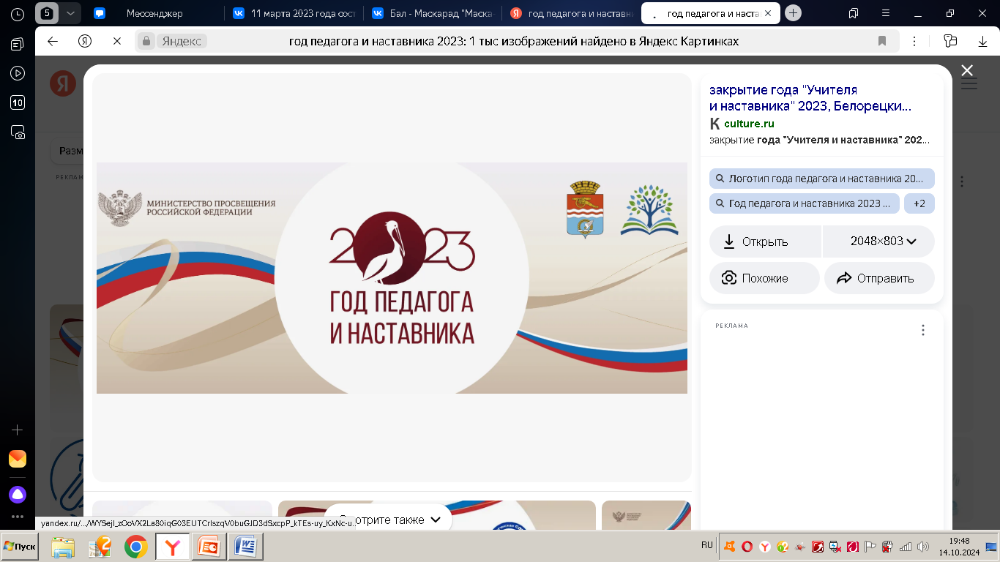 5
Мессенджер
11 марта 2023 года сост
Бал - Маскарад "Маска-
год педагога и наставни
год педагога и наста
Яндекс
год педагога и наставника 2023: 1 тыс изображений найдено в Яндекс Картинках
10
Я
Разм
РЕКЛАМ
МИНИСТЕРСТВО ПРОСВЕЩЕНИЯ
РОССИЙСКОЙ ФЕДЕРАЦИИ
2023
ГОД ПЕДАГОГА
И НАСТАВНИКА
закрытие года "Учителя
и наставника" 2023, Белорецки...
K culture.ru
закрытие года "Учителя и наставника" 202...
Логотип года педагога и наставника 20...
Год педагога и наставника 2023 ...
+2
Открыть
2048×803
Похожие
Отправить
РЕКЛАМА
отрите также
Пуск
RU
19:48
14.10.2024